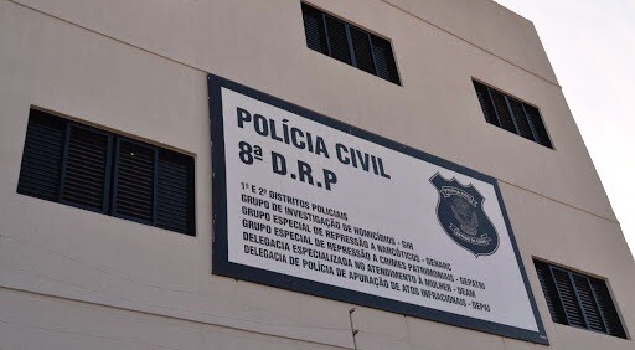 POLÍCIA CIVIL
8ª D.R.P
1º E 2º DISTRITOS POLICIAIS
GRUPO DE INVESTIGAÇÃO DE HOMICÍDIOS - GIH
GRUPO ESPECIAL DE REPRESSÃO A NARCÓTICOS - GENARC
GRUPO ESPECIAL DE REPRESSÃO A CRIMES PATRIMONIAIS - GEPATRI
DELEGACIA ESPECIALIZADA NO ATENDIMENTO À MULHER - DEAM
DELEGACIA DE POLÍCIA DE APURAÇÃO DE ATOS INFRACIONAIS - DEPAI